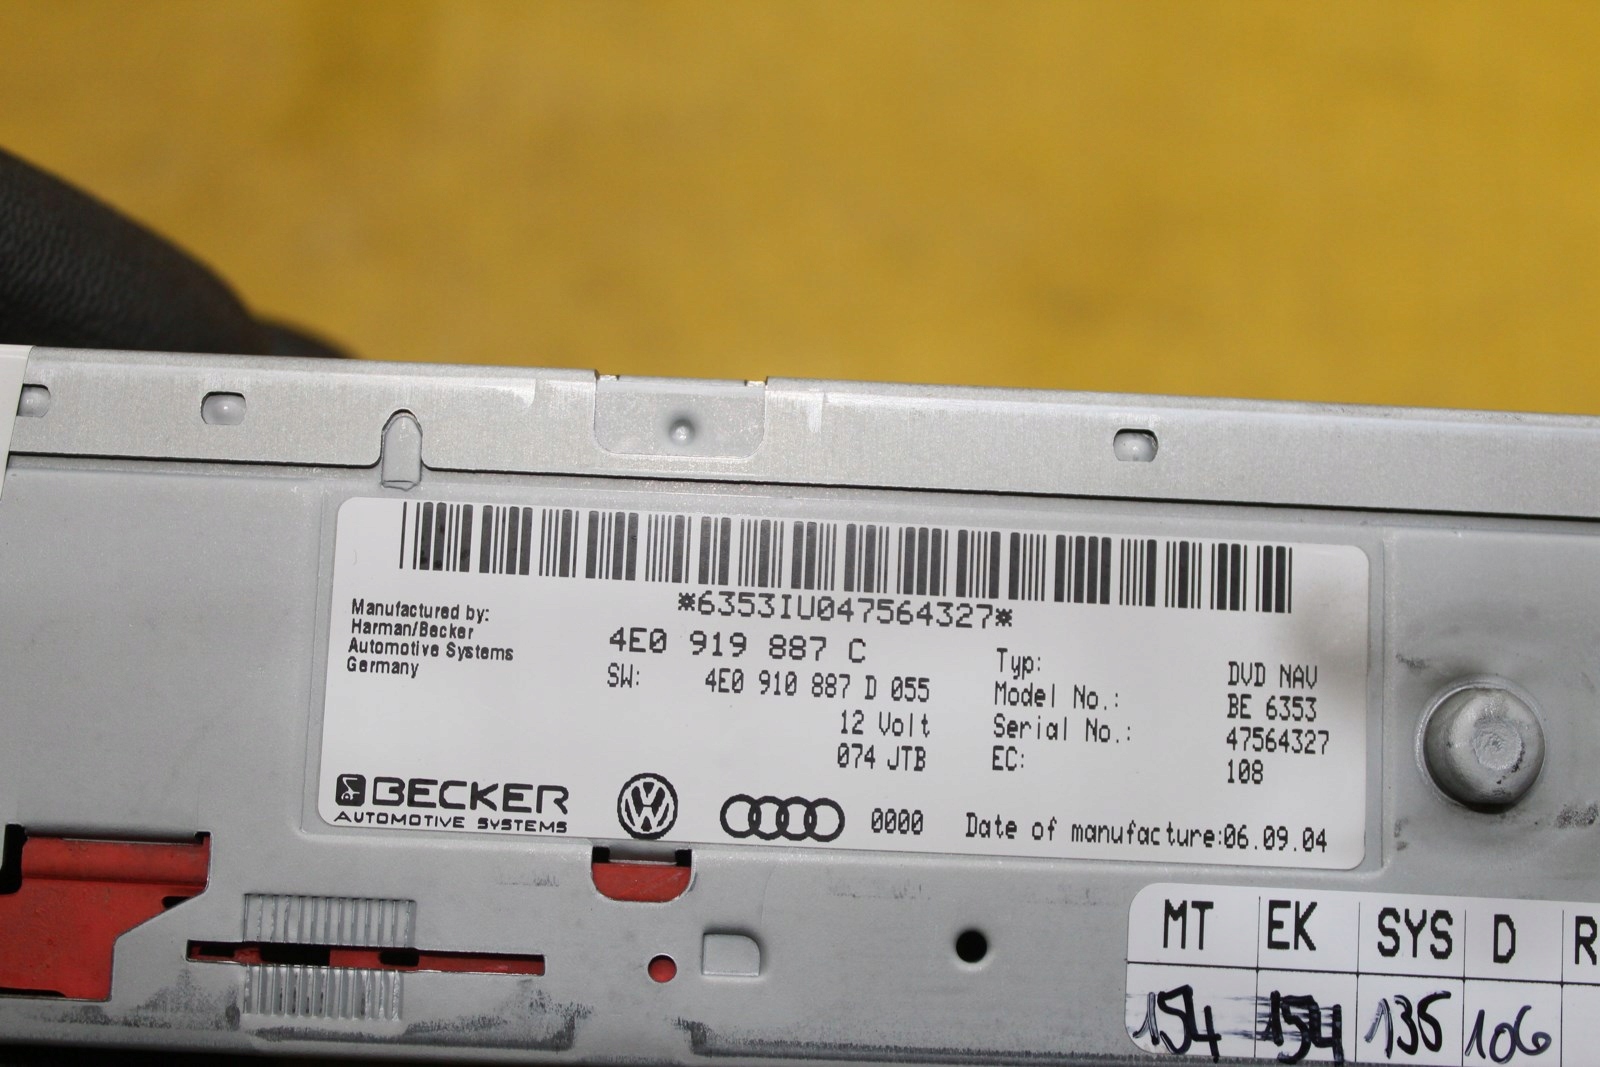 *6353IU047564327*
Manufactured by:
Harman/Becker
Automotive Systems
Germany
4E0 919 887 C
SW: 4E0 910 887 D 055
12 Volt
074 JTB
Typ: DVD NAV
Model No.: BE 6353
Serial No.: 47564327
EC: 108
BECKER
AUTOMOTIVE SYSTEMS
0000 Date of manufacture:06.09.04
MT EK SYS D R
154 154 135 106